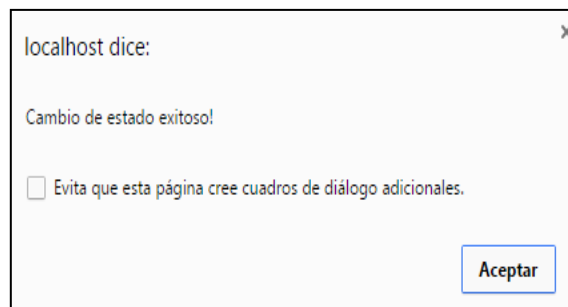 localhost dice:
Cambio de estado exitoso!
Evita que esta página cree cuadros de diálogo adicionales.
Aceptar